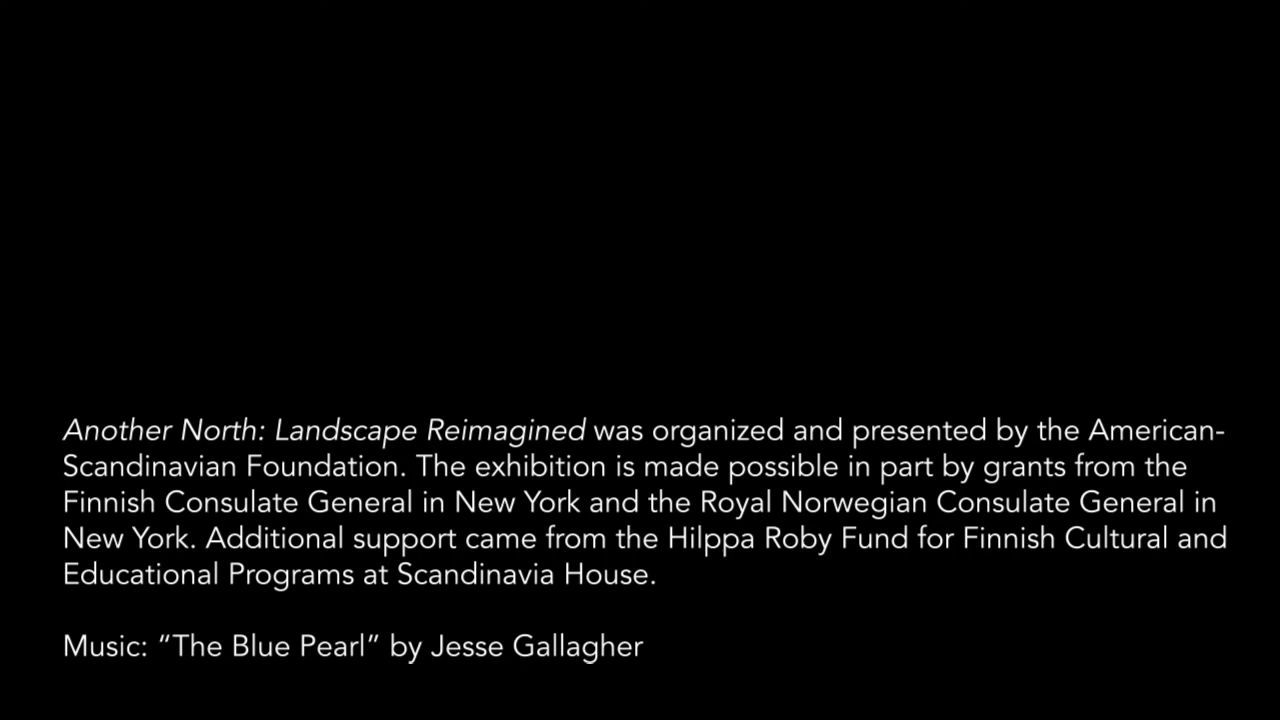 Another North: Landscape Reimagined was organized and presented by the American-
Scandinavian Foundation. The exhibition is made possible in part by grants from the
Finnish Consulate General in New York and the Royal Norwegian Consulate General in
New York. Additional support came from the Hilppa Roby Fund for Finnish Cultural and
Educational Programs at Scandinavia House.
Music: “The Blue Pearl” by Jesse Gallagher